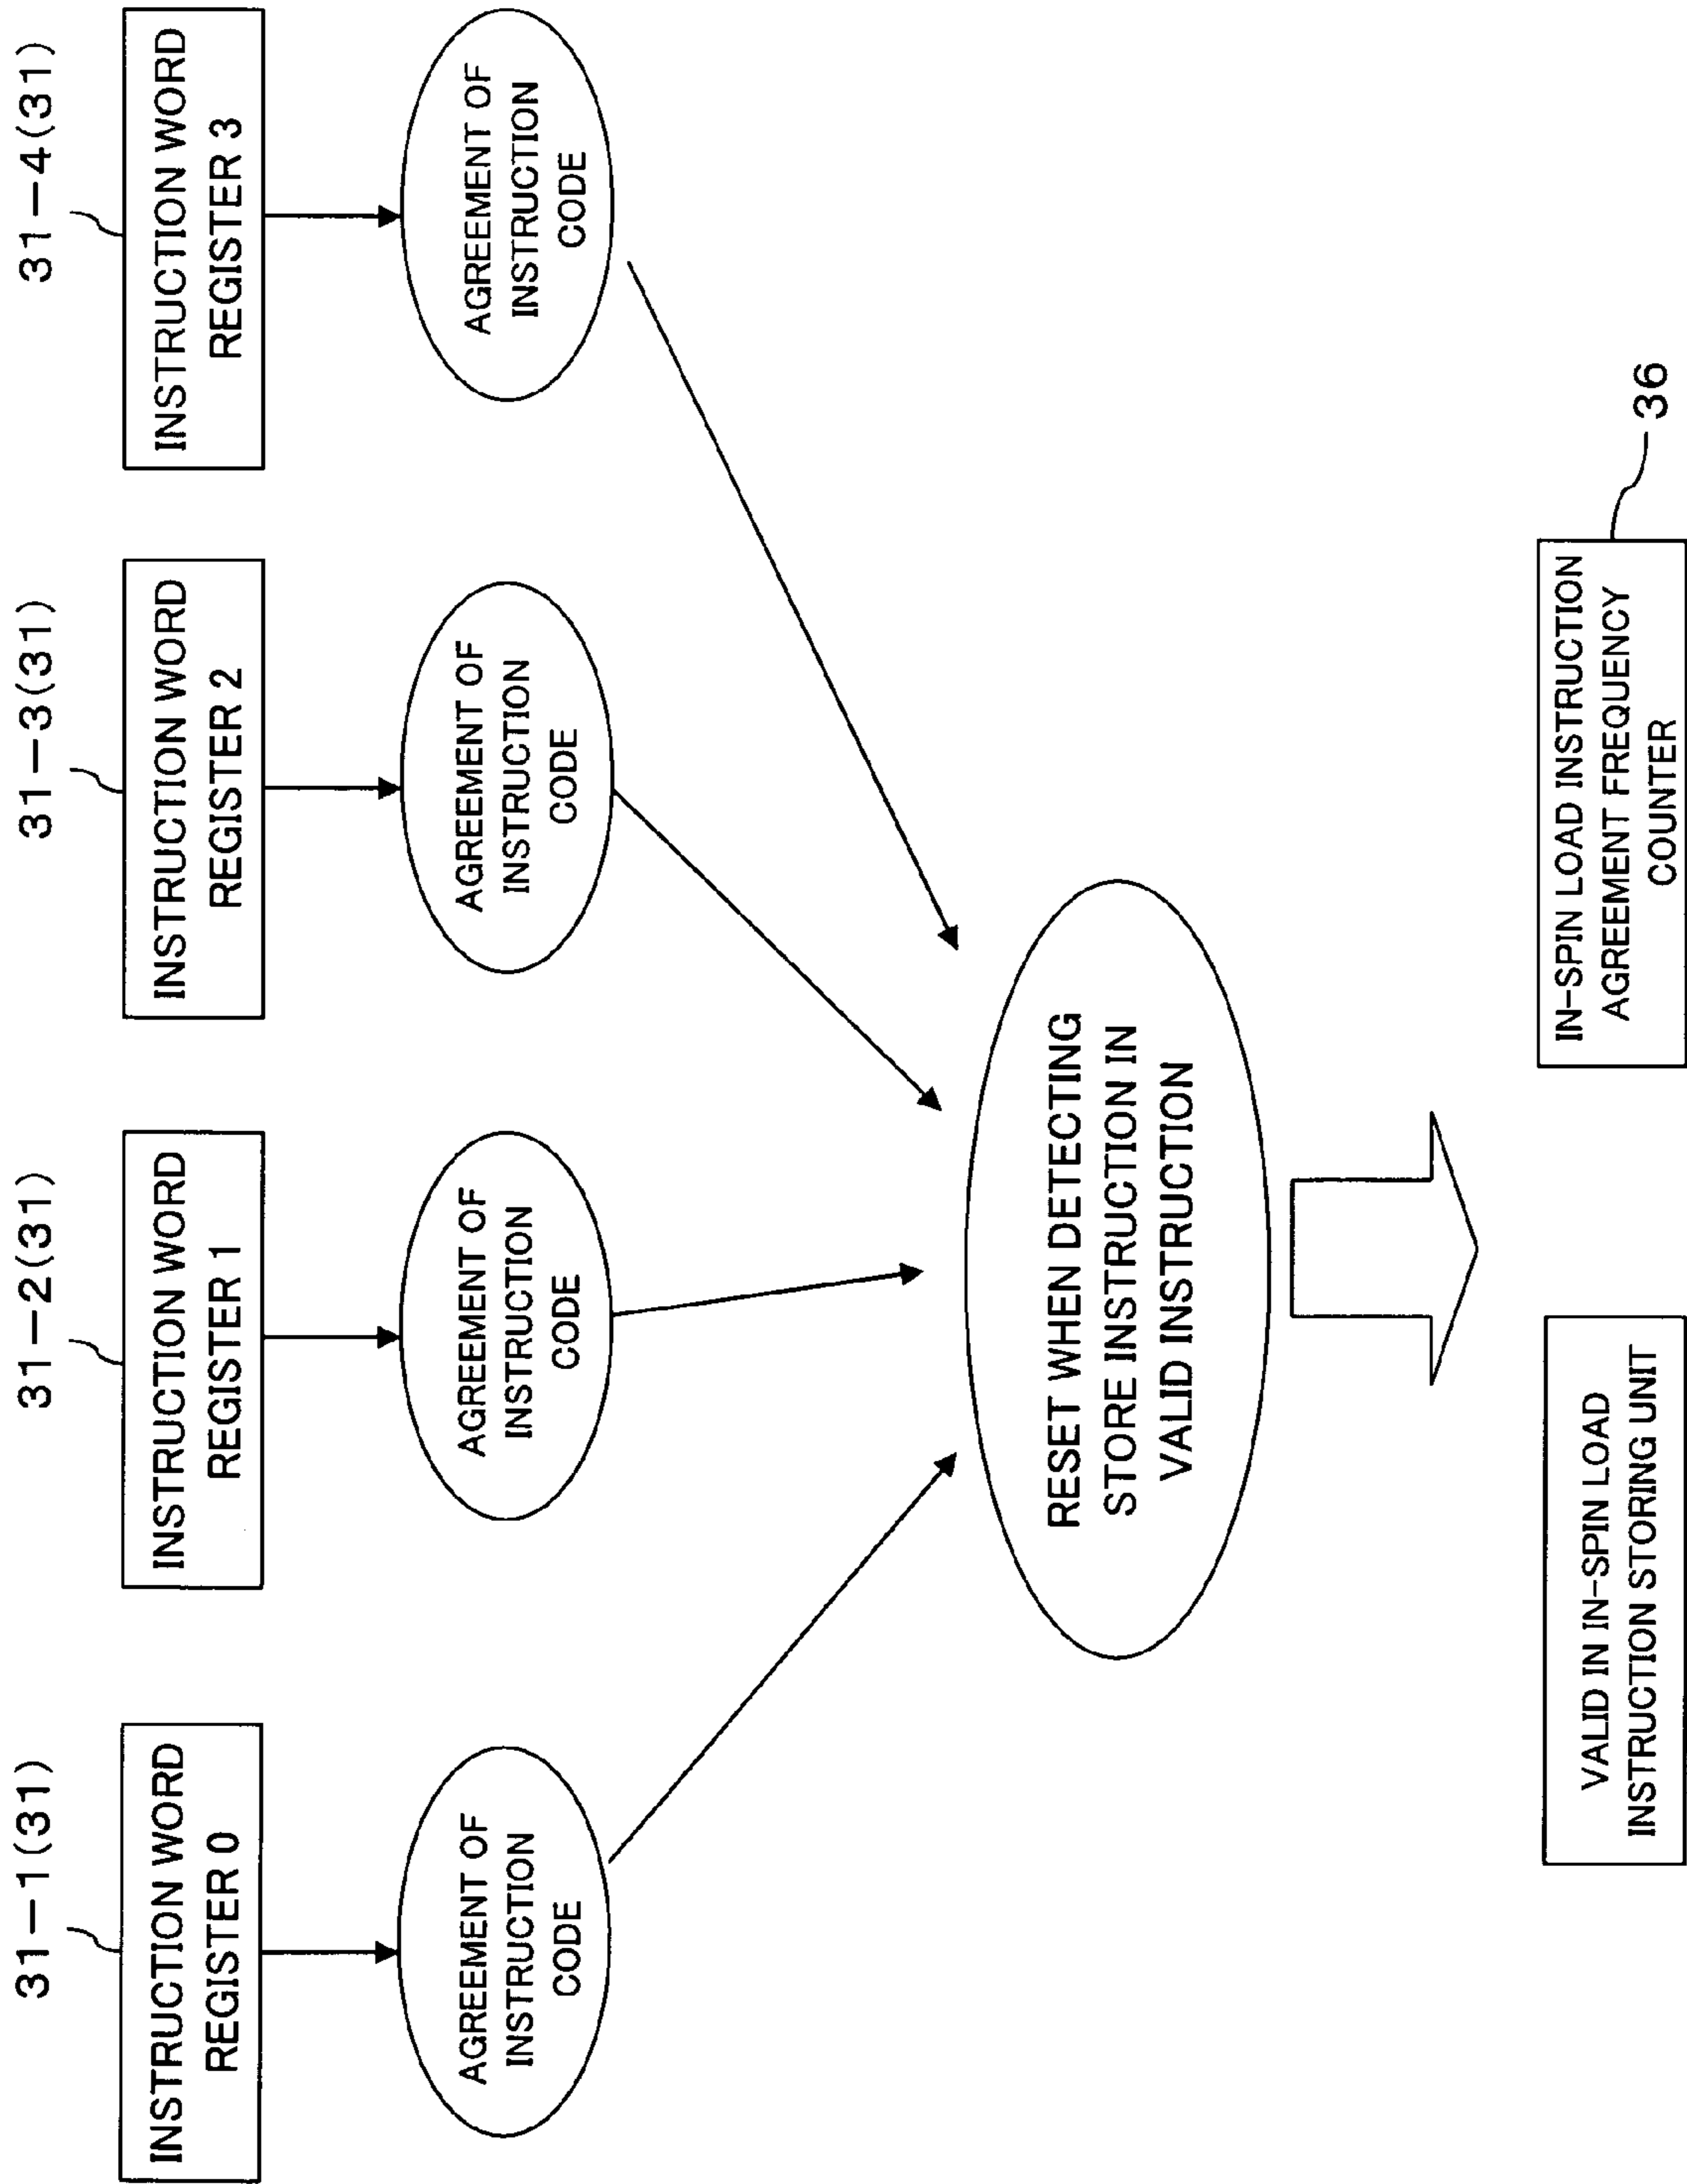 31-1(31)
INSTRUCTION WORD
REGISTER 0
AGREEMENT OF
INSTRUCTION
CODE
31-2(31)
INSTRUCTION WORD
REGISTER 1
AGREEMENT OF
INSTRUCTION
CODE
31-3(31)
INSTRUCTION WORD
REGISTER 2
AGREEMENT OF
INSTRUCTION
CODE
31-4(31)
INSTRUCTION WORD
REGISTER 3
AGREEMENT OF
INSTRUCTION
CODE
RESET WHEN DETECTING
STORE INSTRUCTION IN
VALID INSTRUCTION
VALID IN IN-SPIN LOAD
INSTRUCTION STORING UNIT
IN-SPIN LOAD INSTRUCTION
AGREEMENT FREQUENCY
COUNTER
36